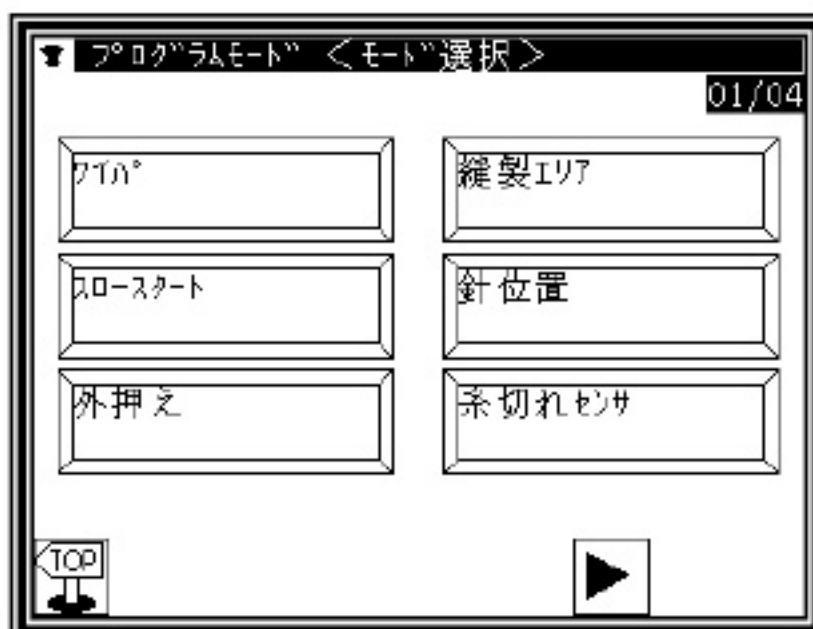 プログラムモード <モード選択>
01/04
ワイパ
縫製エリア
スロースタート
針位置
外押え
糸切れセンサ
TOP